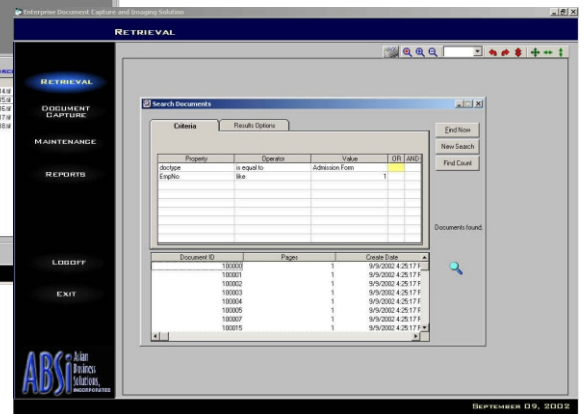 Enterprise Document Capture and Imaging Solution
RETRIEVAL
RETRIEVAL
DOCUMENT
CAPTURE
MAINTENANCE
REPORTS
LOGOFF
EXIT
Search Documents
Criteria Results Options
Find Now
New Search
Find Count
Property Operator Value OR AND
doctype is equal to Admission Form
EmpNo like 1
Documents found.
Document ID Pages Create Date
100000 1 9/9/2002 4:25:17 P
100001 1 9/9/2002 4:25:17 P
100002 1 9/9/2002 4:25:17 P
100003 1 9/9/2002 4:25:17 P
100004 1 9/9/2002 4:25:17 P
100005 1 9/9/2002 4:25:17 P
100007 1 9/9/2002 4:25:17 P
100015 1 9/9/2002 4:25:17 P
ABSi Asian
Business
Solutions,
INCORPORATED
SEPTEMBER 09, 2002